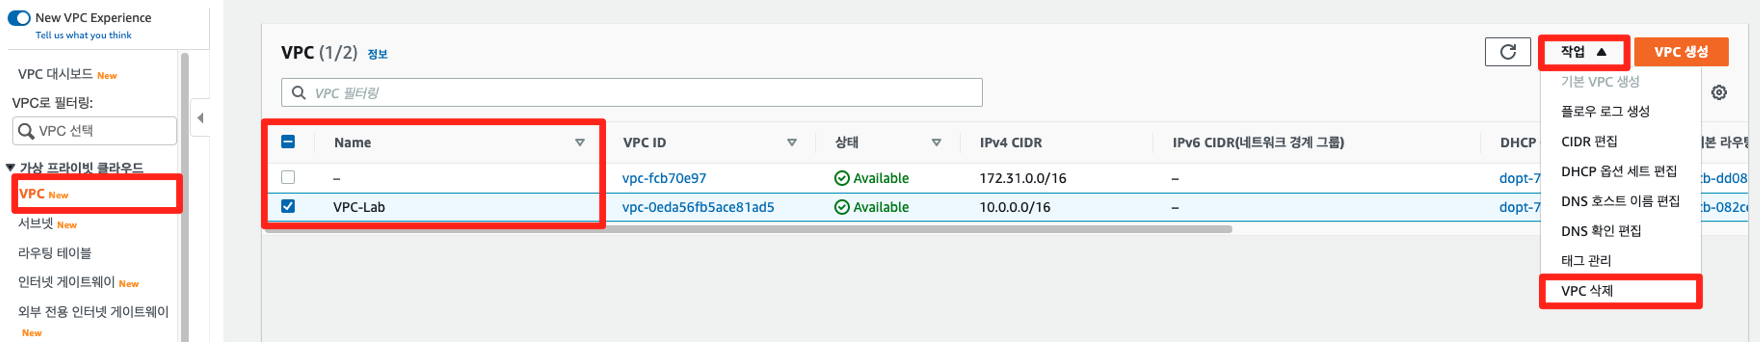 New VPC Experience
Tell us what you think
VPC 대시보드 New
VPC로 필터링:
VPC 선택
가상 프라이빗 클라우드
VPC New
서브넷 New
라우팅 테이블
인터넷 게이트웨이 New
외부 전용 인터넷 게이트웨이
New
VPC (1/2) 정보
작업
VPC 생성
VPC 필터링
Name VPC ID 상태 IPv4 CIDR IPv6 CIDR(네트워크 경계 그룹) DHCP 기본 라우팅
– vpc-fcb70e97 Available 172.31.0.0/16 – dopt-7
VPC-Lab vpc-0eda56fb5ace81ad5 Available 10.0.0.0/16 – dopt-7
기본 VPC 생성
플로우 로그 생성
CIDR 편집
DHCP 옵션 세트 편집
DNS 호스트 이름 편집
DNS 확인 편집
태그 관리
VPC 삭제